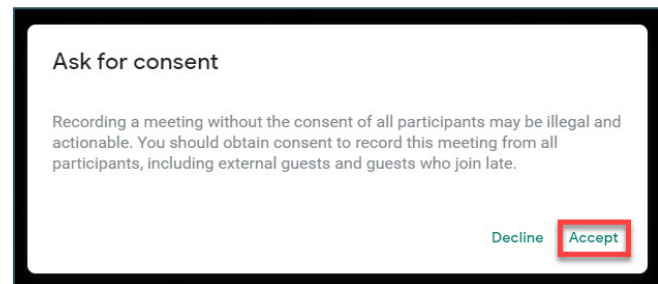 Ask for consent
Recording a meeting without the consent of all participants may be illegal and
actionable. You should obtain consent to record this meeting from all
participants, including external guests and guests who join late.
Decline Accept